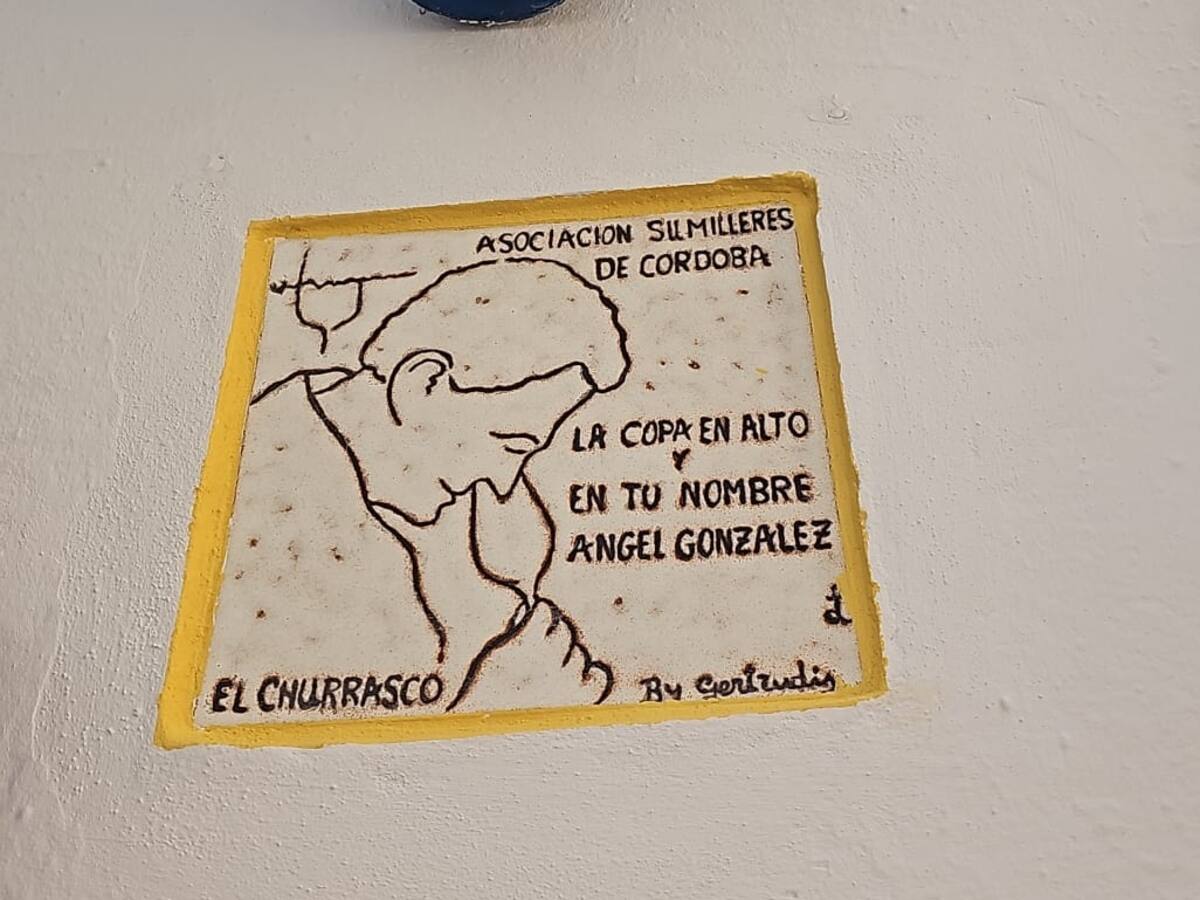 ASOCIACION SUMILLERES
DE CORDOBA
LA COPA EN ALTO
Y
EN TU NOMBRE
ANGEL GONZALEZ
EL CHURRASCO
By Gertrudis